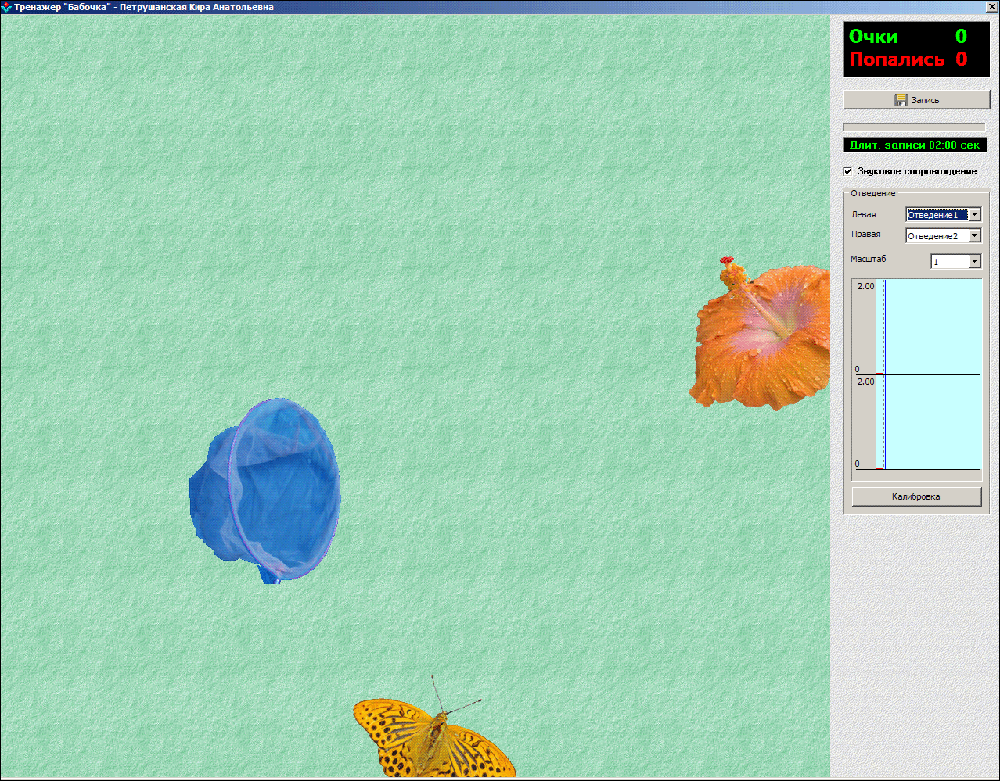 Тренажер "Бабочка" - Петрушанская Кира Анатольевна
Очки 0
Попались 0
Запись
Длит. записи 02:00 сек
Звуковое сопровождение
Отведение
Левая Отведение1
Правая Отведение2
Масштаб 1
2.00
0
2.00
0
Калибровка